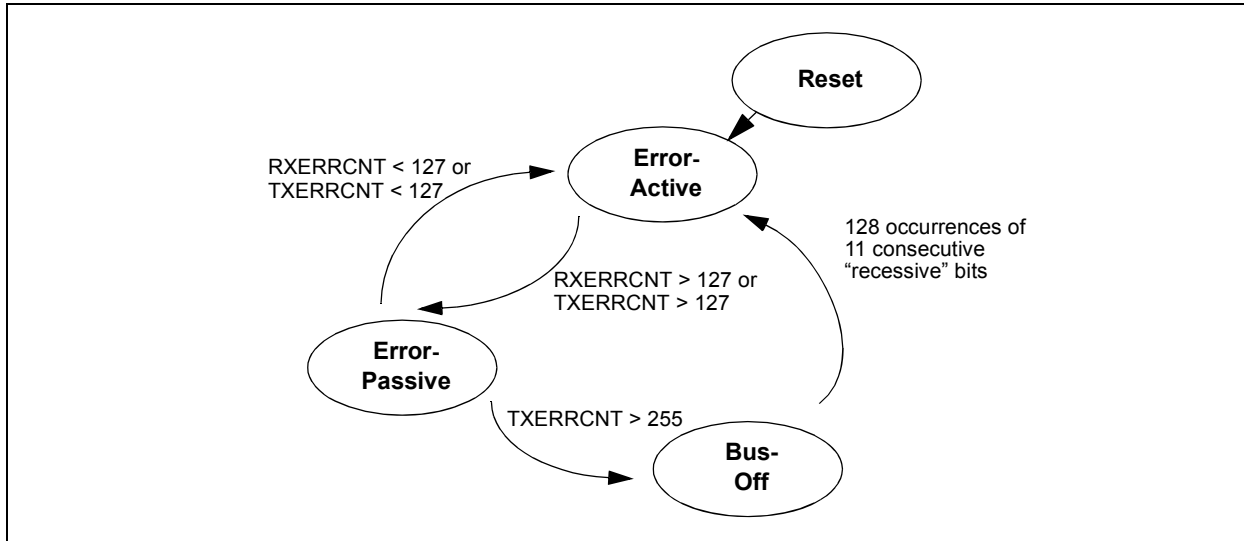 Reset
Error-
Active
RXERRCNT < 127 or
TXERRCNT < 127
128 occurrences of
11 consecutive
“recessive” bits
RXERRCNT > 127 or
TXERRCNT > 127
Error-
Passive
TXERRCNT > 255
Bus-
Off